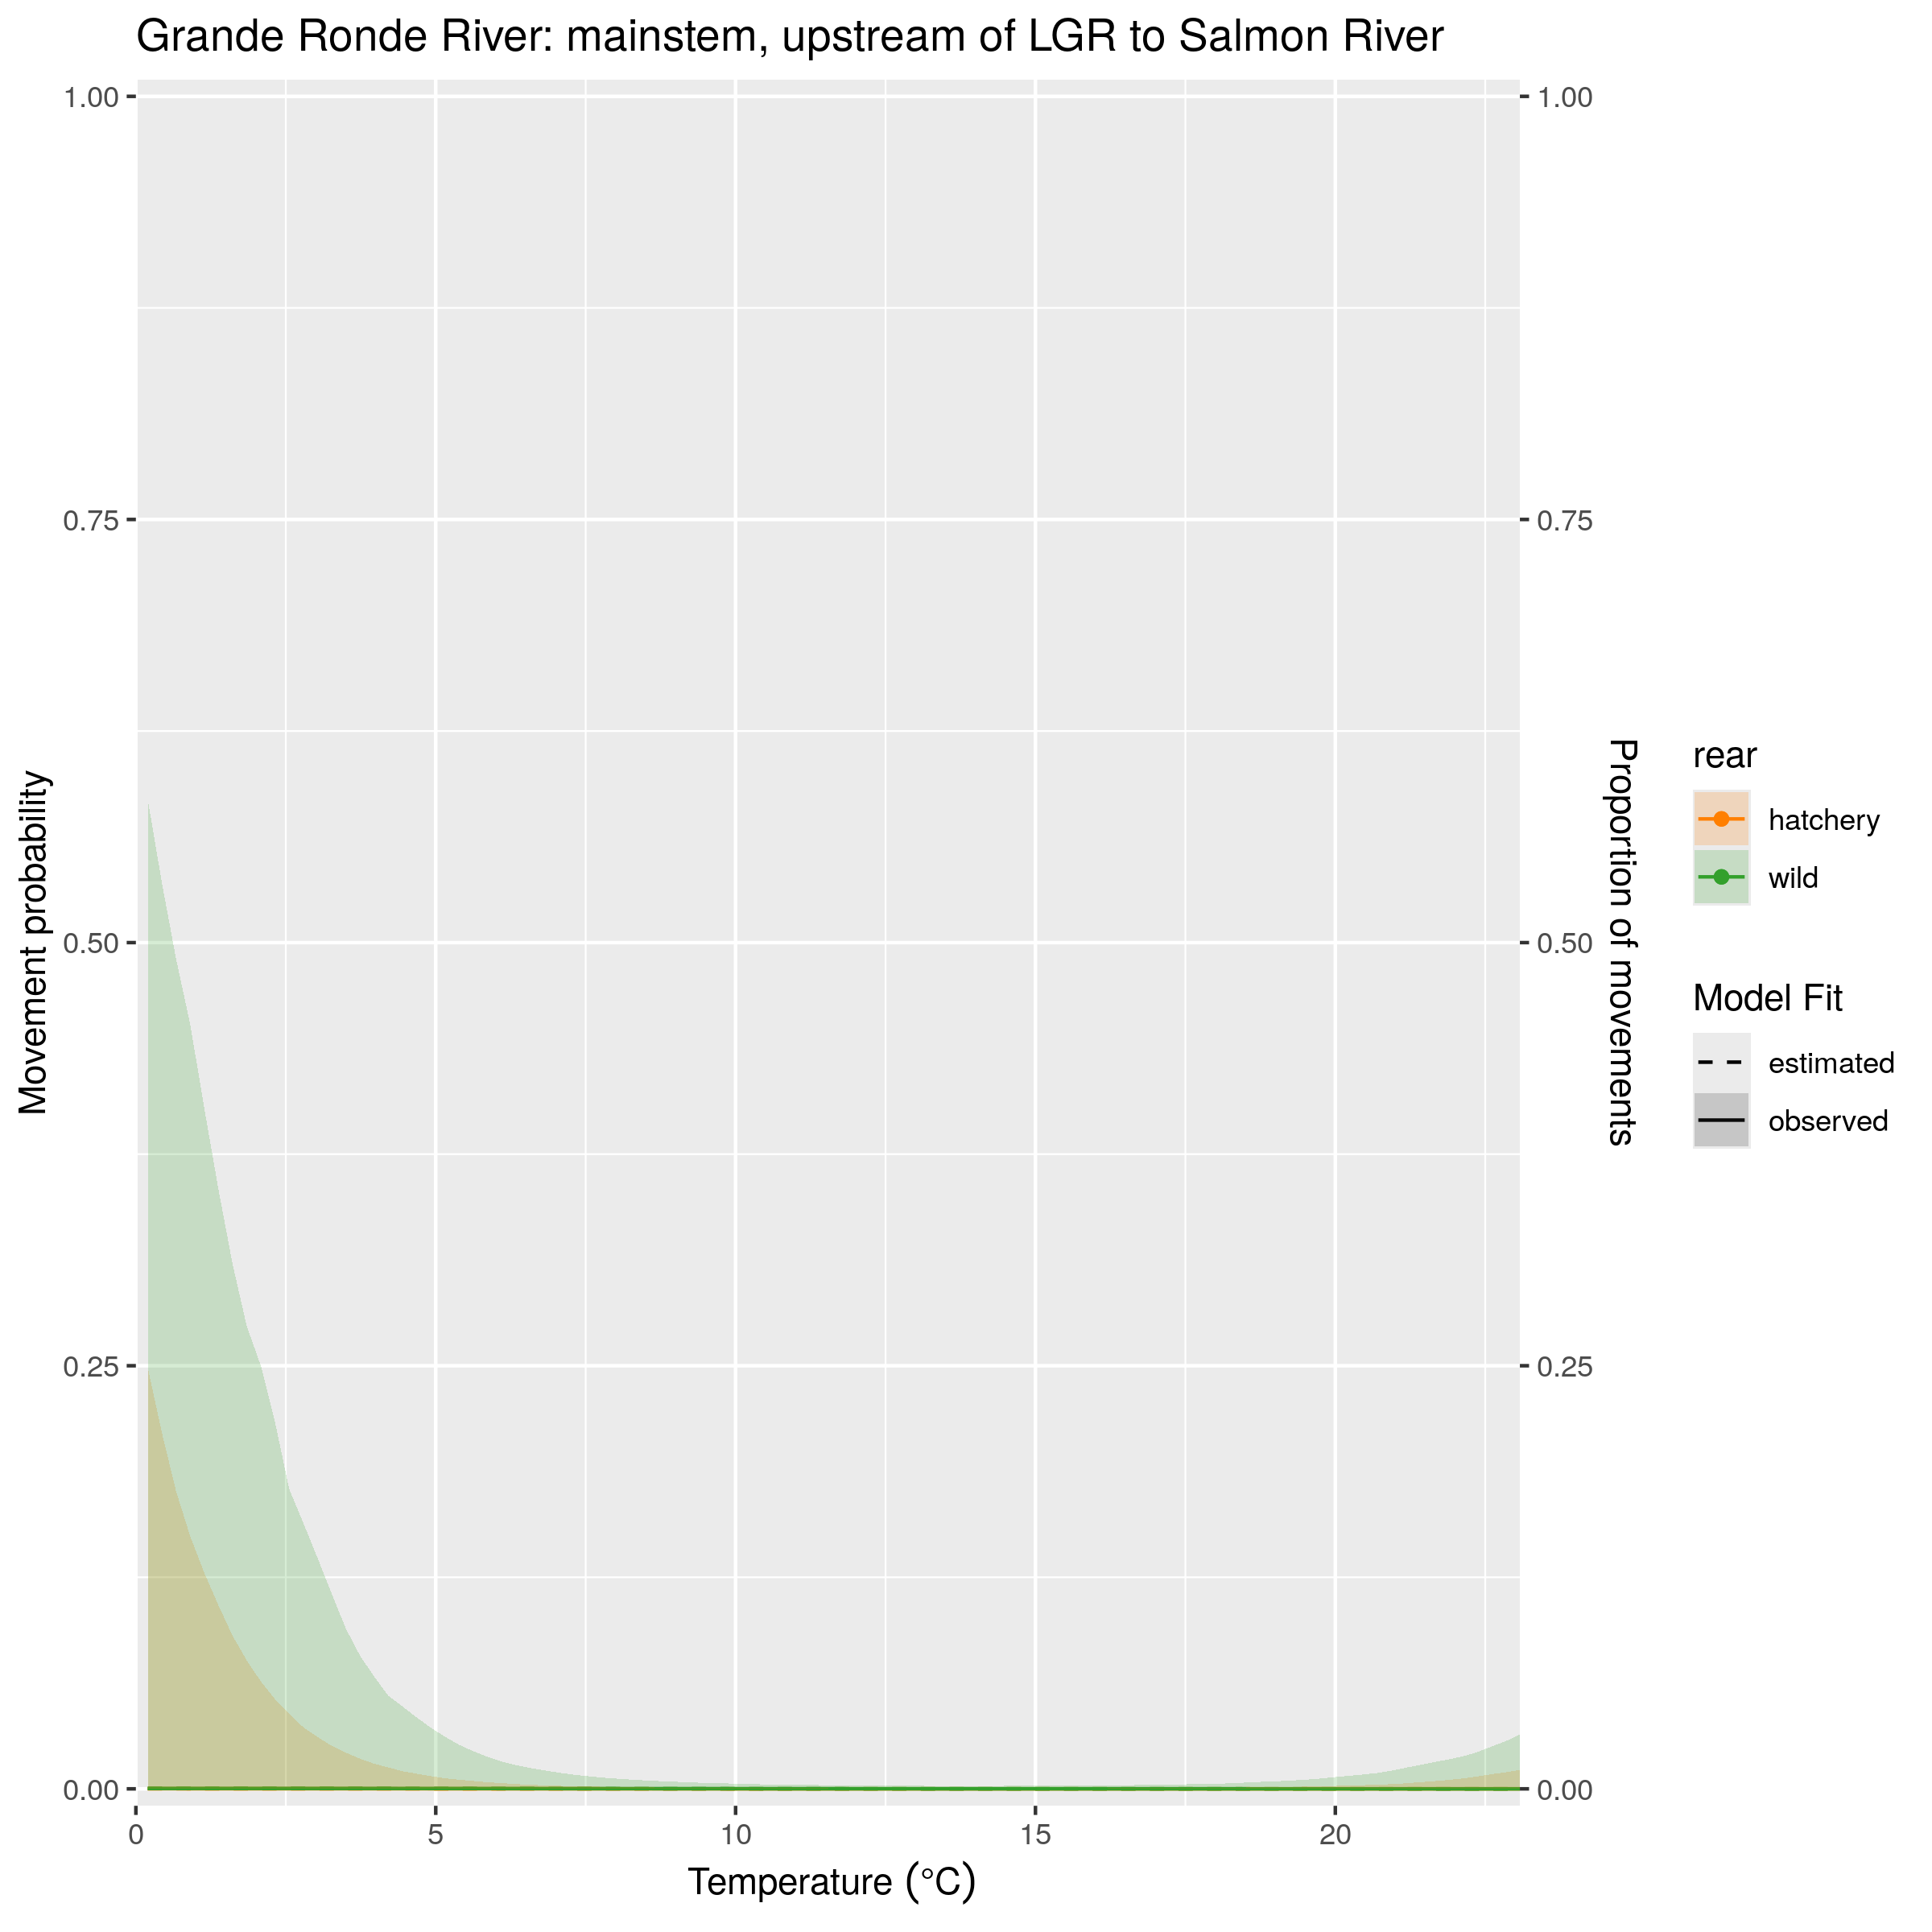 Grande Ronde River: mainstem, upstream of LGR to Salmon River
Movement probability
1.00
0.75
0.50
0.25
0.00
0
5
10
15
20
Temperature (°C)
1.00
0.75
0.50
0.25
0.00
Proportion of movements
rear
hatchery
wild
Model Fit
estimated
observed